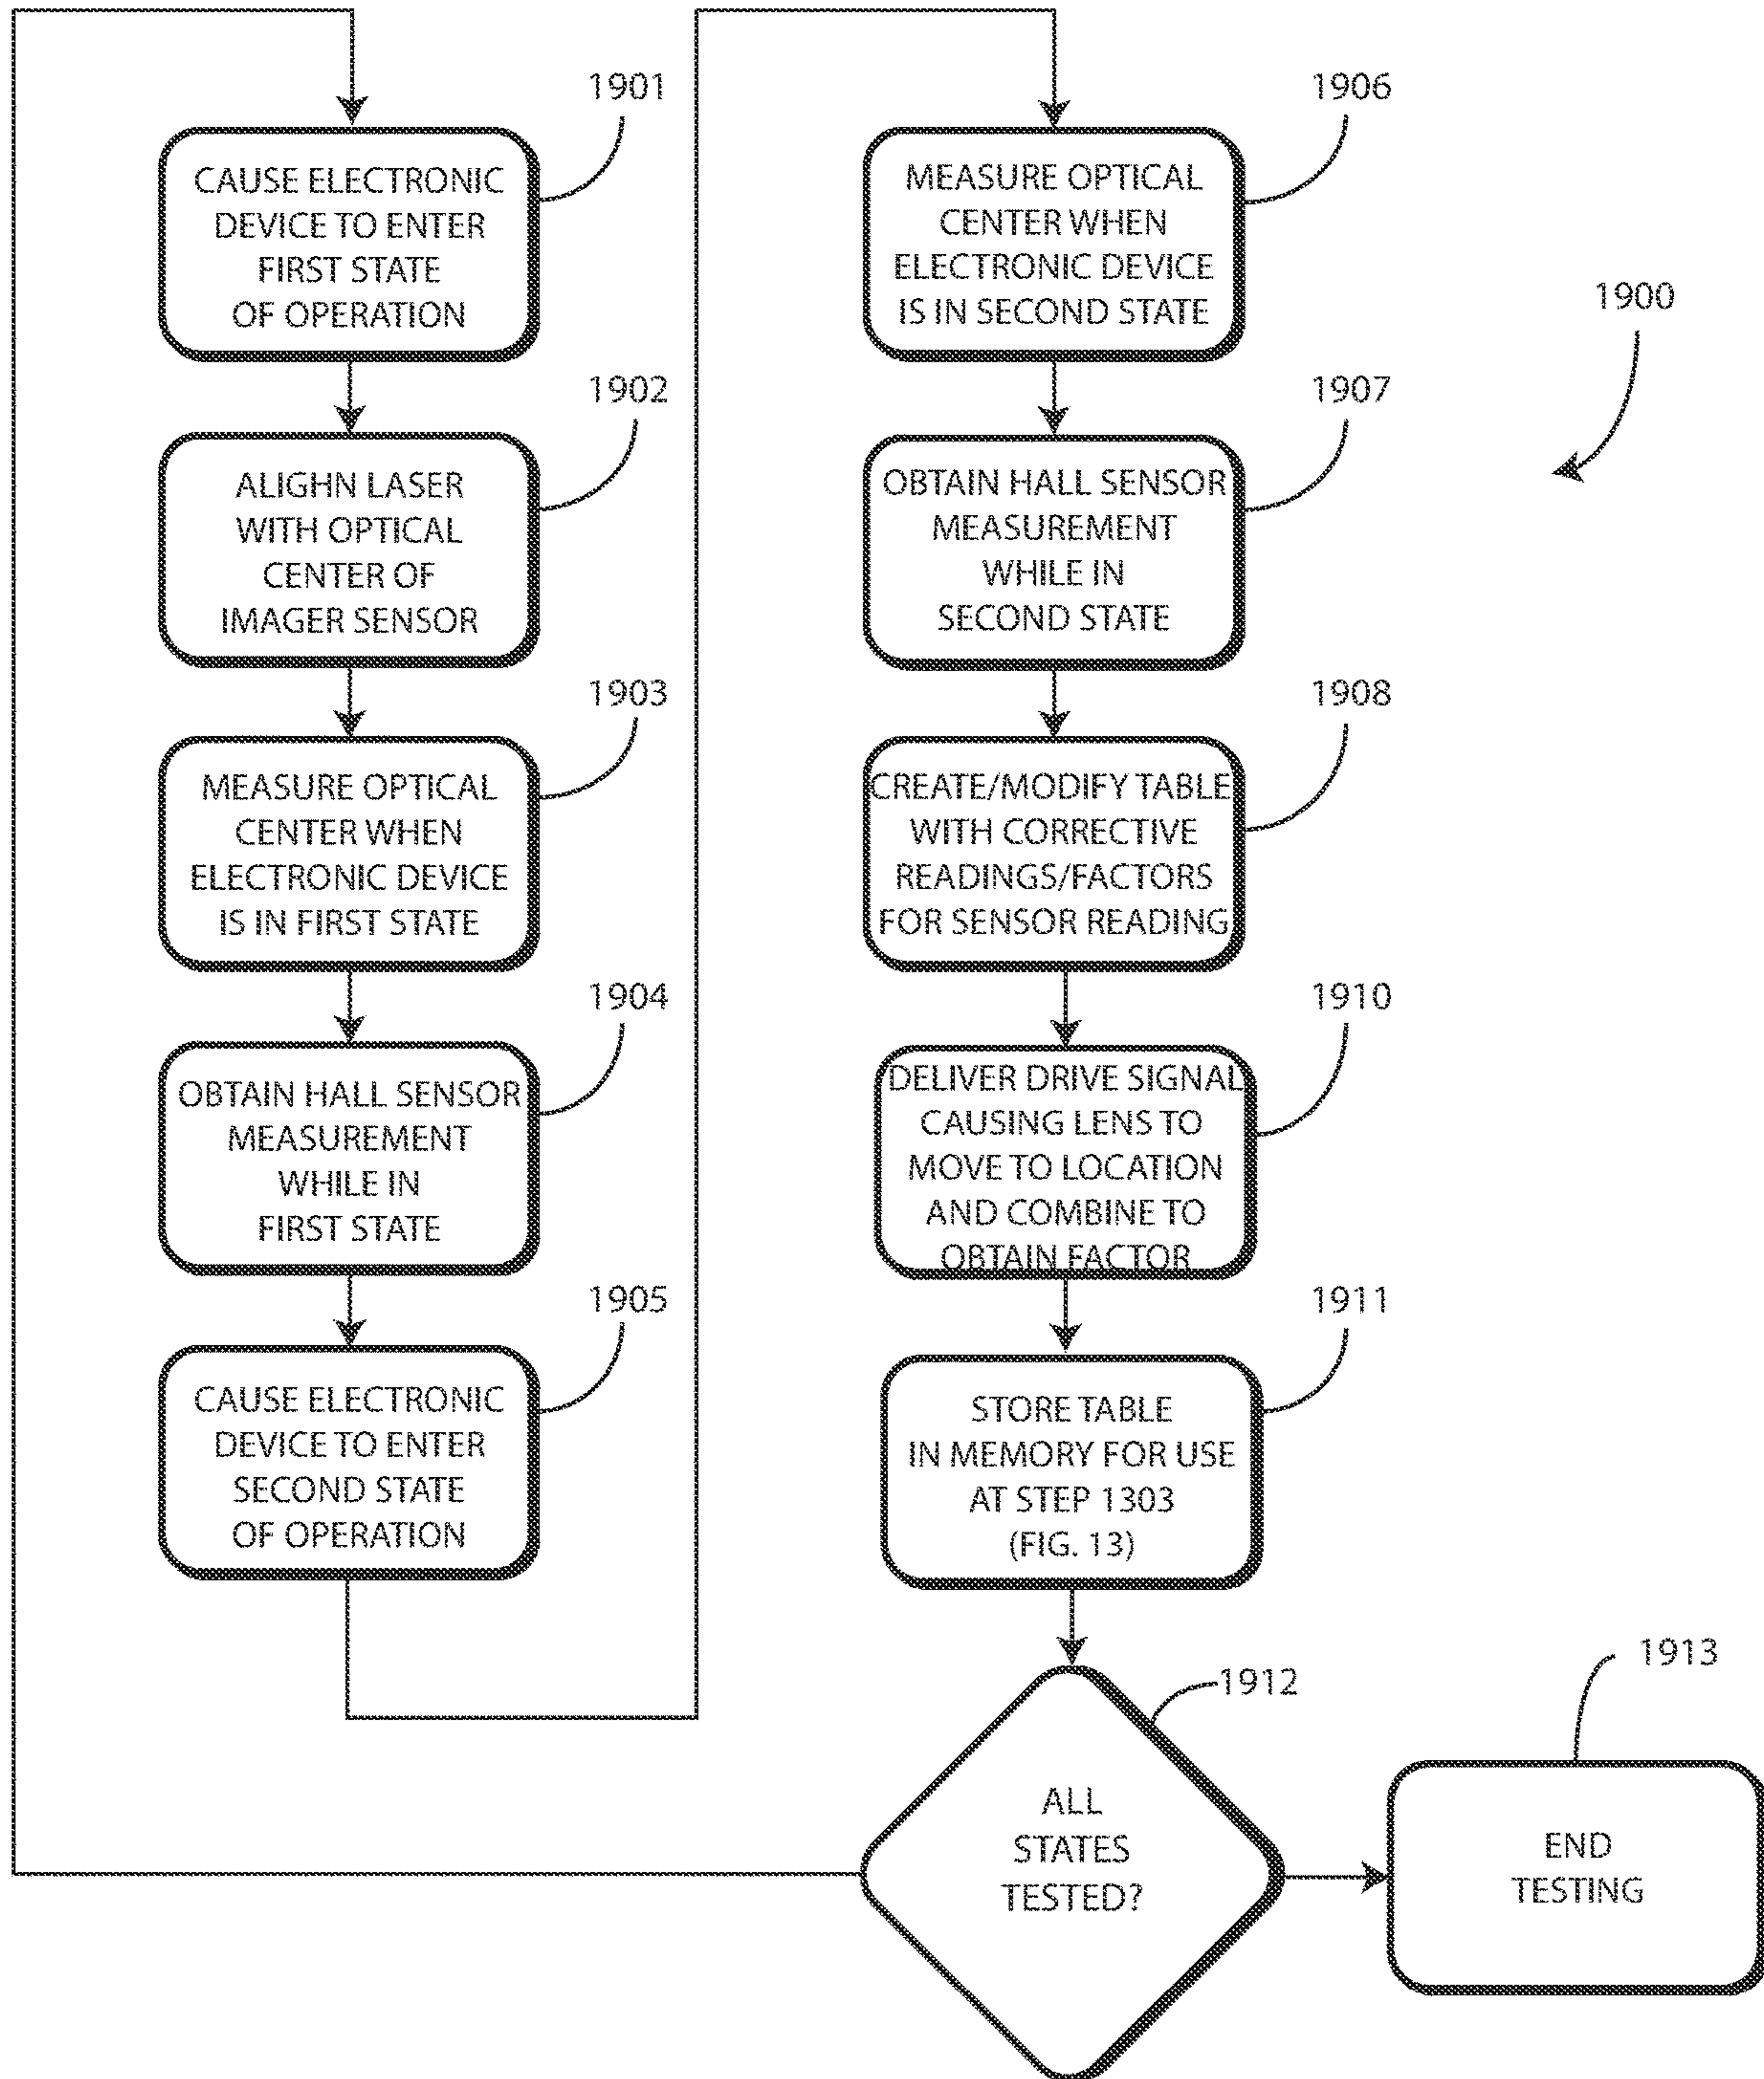 1901
CAUSE ELECTRONIC
DEVICE TO ENTER
FIRST STATE
OF OPERATION
1902
ALIGHN LASER
WITH OPTICAL
CENTER OF
IMAGER SENSOR
1903
MEASURE OPTICAL
CENTER WHEN
ELECTRONIC DEVICE
IS IN FIRST STATE
1904
OBTAIN HALL SENSOR
MEASUREMENT
WHILE IN
FIRST STATE
1905
CAUSE ELECTRONIC
DEVICE TO ENTER
SECOND STATE
OF OPERATION
1906
MEASURE OPTICAL
CENTER WHEN
ELECTRONIC DEVICE
IS IN SECOND STATE
1900
1907
OBTAIN HALL SENSOR
MEASUREMENT
WHILE IN
SECOND STATE
1908
CREATE/MODIFY TABLE
WITH CORRECTIVE
READINGS/FACTORS
FOR SENSOR READING
1910
DELIVER DRIVE SIGNAL
CAUSING LENS TO
MOVE TO LOCATION
AND COMBINE TO
OBTAIN FACTOR
1911
STORE TABLE
IN MEMORY FOR USE
AT STEP 1303
(FIG. 13)
1912
ALL
STATES
TESTED?
1913
END
TESTING